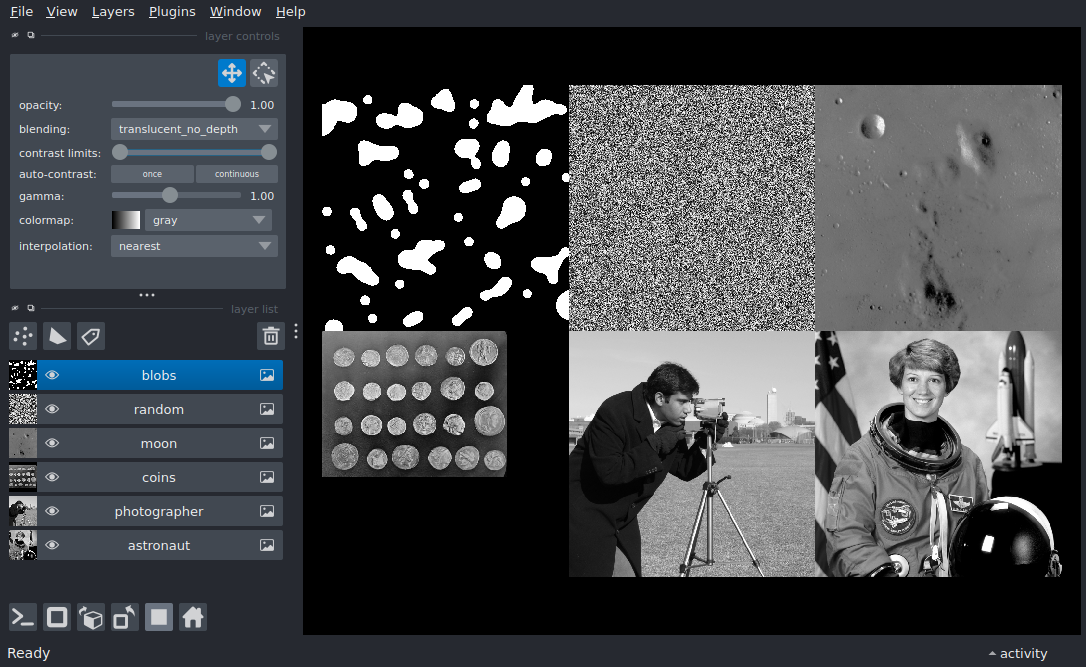 File View Layers Plugins Window Help
layer controls
opacity: 1.00
blending: translucent_no_depth
contrast limits:
auto-contrast: once continuous
gamma: 1.00
colormap: gray
interpolation: nearest
layer list
blobs
random
moon
coins
photographer
astronaut
Ready activity